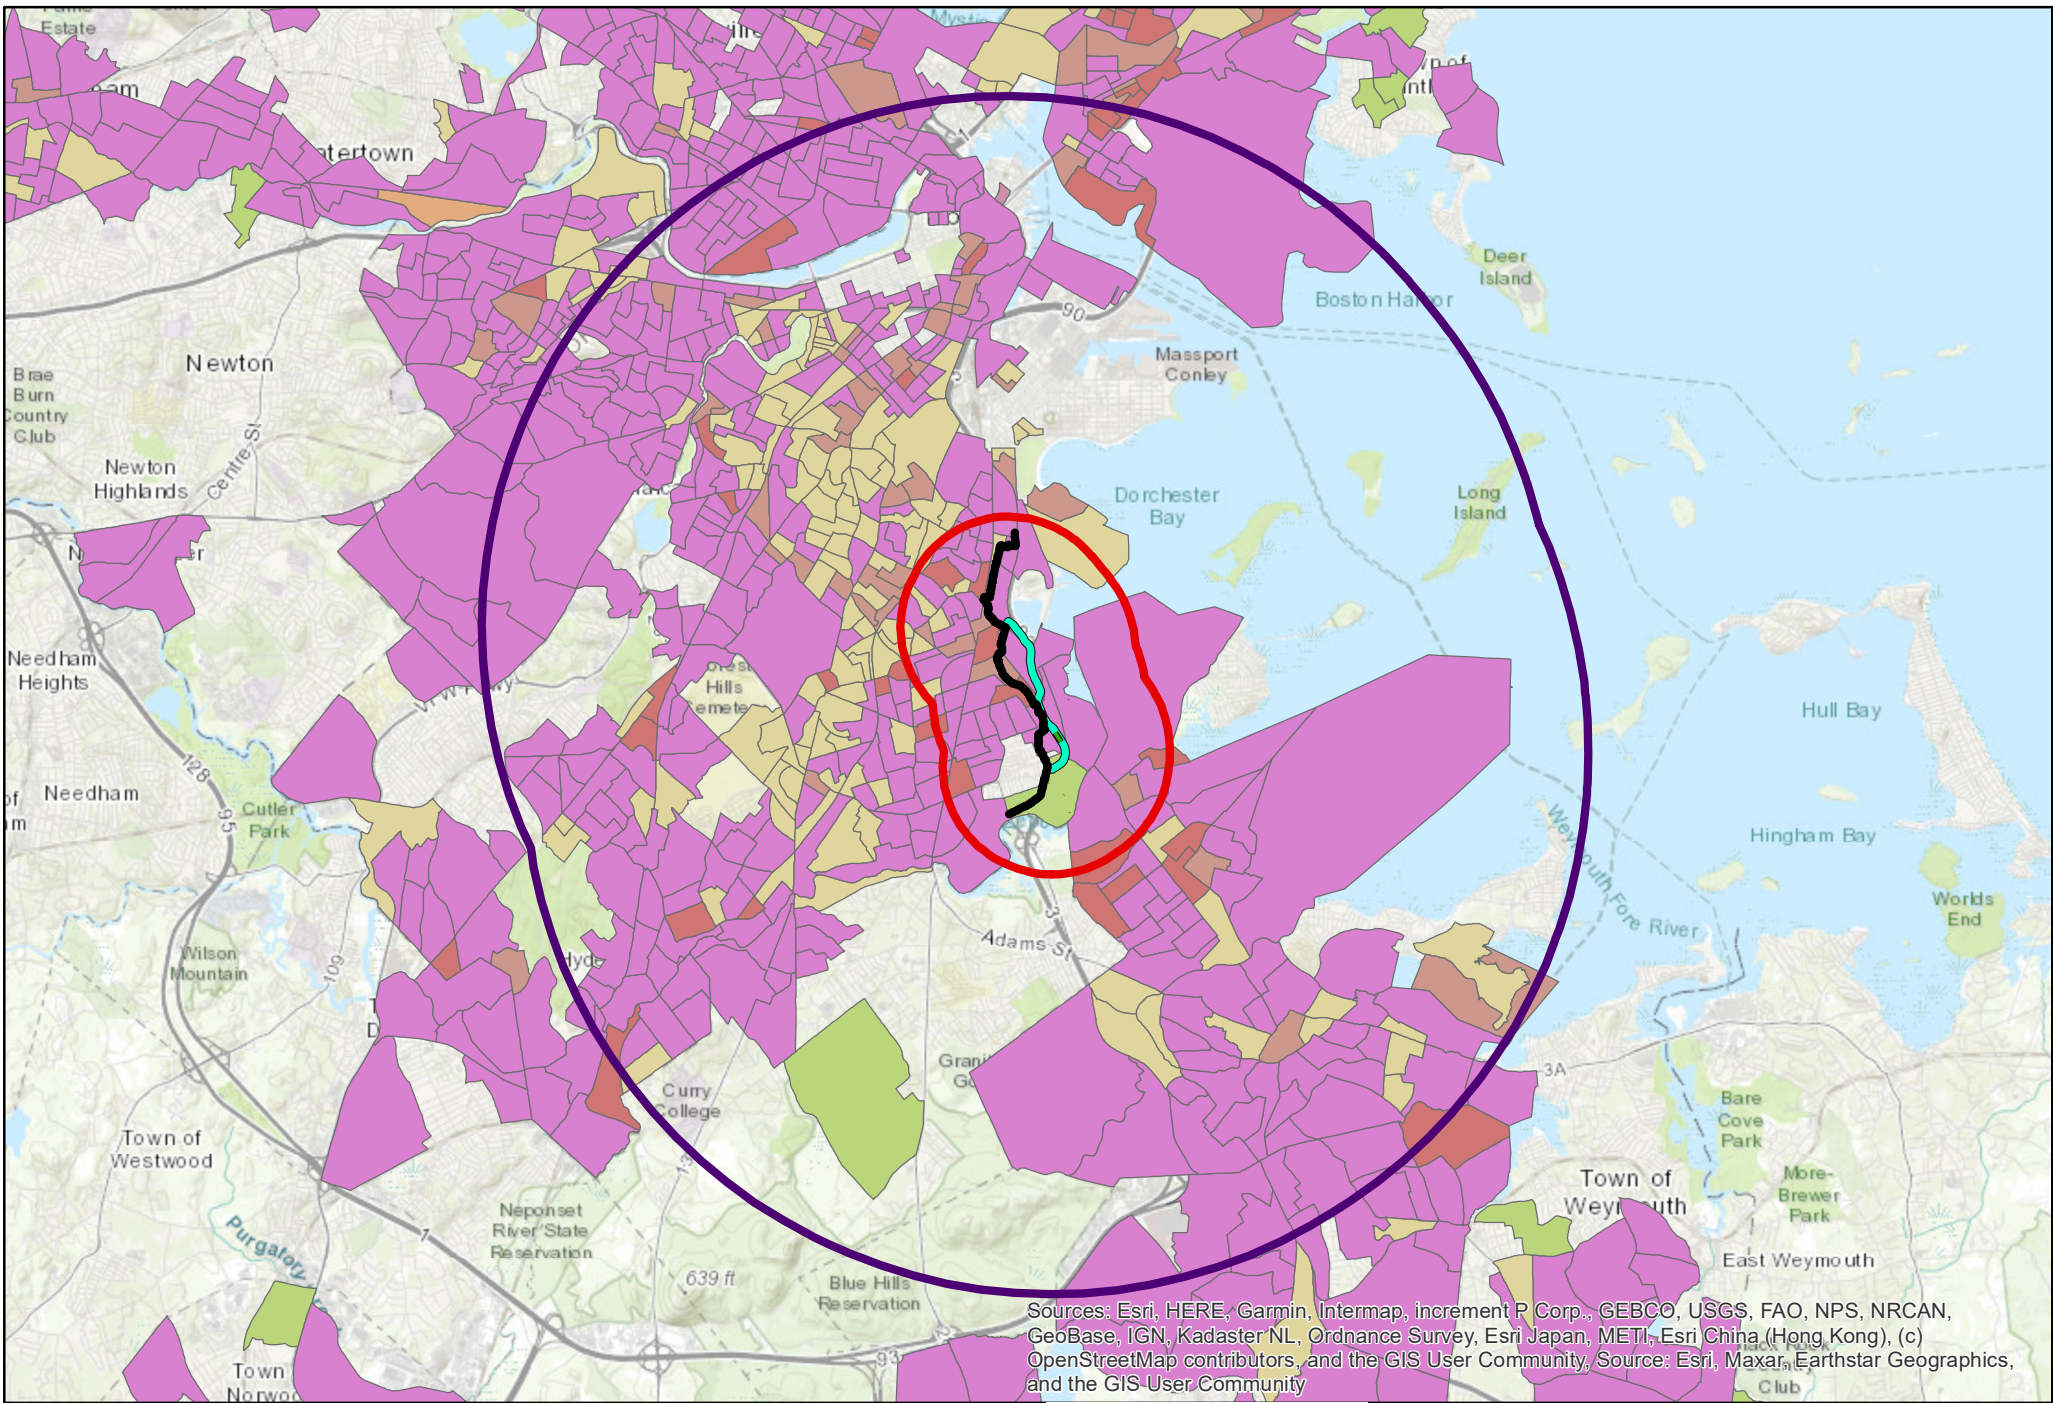 Estate
Mystic
90
Deer
Island
Boston Harbor
Newton
Massport
Conley
Brae
Burn
Country
Club
Centre St
Newton
Highlands
Dorchester
Bay
Long
Island
Needham
Heights
Hills
Hull Bay
128
95
Needham
Cutler
Park
Hingham Bay
Weymouth Fore River
Worlds
End
3
Adams St
Wilson
Mountain
109
3A
Curry
College
Bare
Cove
Park
Town of
Westwood
Town of
More-
Brewer
Park
Neponset
River State
Reservation
Purgatory
1
639 ft
Blue Hills
Reservation
East Weymouth
Sources: Esri, HERE, Garmin, Intermap, increment P Corp., GEBCO, USGS, FAO, NPS, NRCAN,
GeoBase, IGN, Kadaster NL, Ordnance Survey, Esri Japan, METI, Esri China (Hong Kong), (c)
OpenStreetMap contributors, and the GIS User Community, Source: Esri, Maxar, Earthstar Geographics,
and the GIS User Community
93
Town
Club